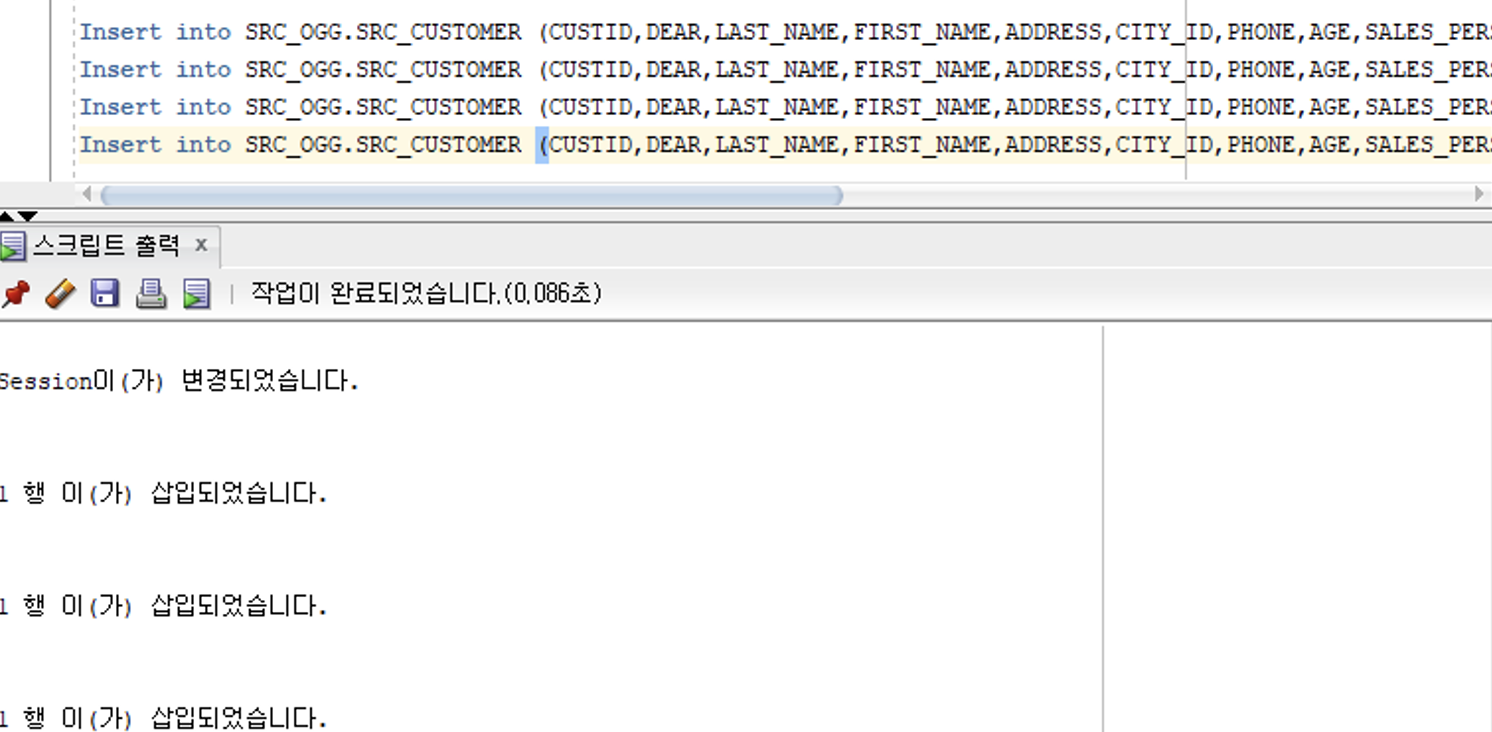 Insert into SRC_OGG.SRC_CUSTOMER (CUSTID,DEAR,LAST_NAME,FIRST_NAME,ADDRESS,CITY_ID,PHONE,AGE,SALES_PERS
Insert into SRC_OGG.SRC_CUSTOMER (CUSTID,DEAR,LAST_NAME,FIRST_NAME,ADDRESS,CITY_ID,PHONE,AGE,SALES_PERS
Insert into SRC_OGG.SRC_CUSTOMER (CUSTID,DEAR,LAST_NAME,FIRST_NAME,ADDRESS,CITY_ID,PHONE,AGE,SALES_PERS
Insert into SRC_OGG.SRC_CUSTOMER (CUSTID,DEAR,LAST_NAME,FIRST_NAME,ADDRESS,CITY_ID,PHONE,AGE,SALES_PERS
스크립트 출력 x
작업이 완료되었습니다.(0.086초)
Session이(가) 변경되었습니다.
1 행 이(가) 삽입되었습니다.
1 행 이(가) 삽입되었습니다.
1 행 이(가) 삽입되었습니다.